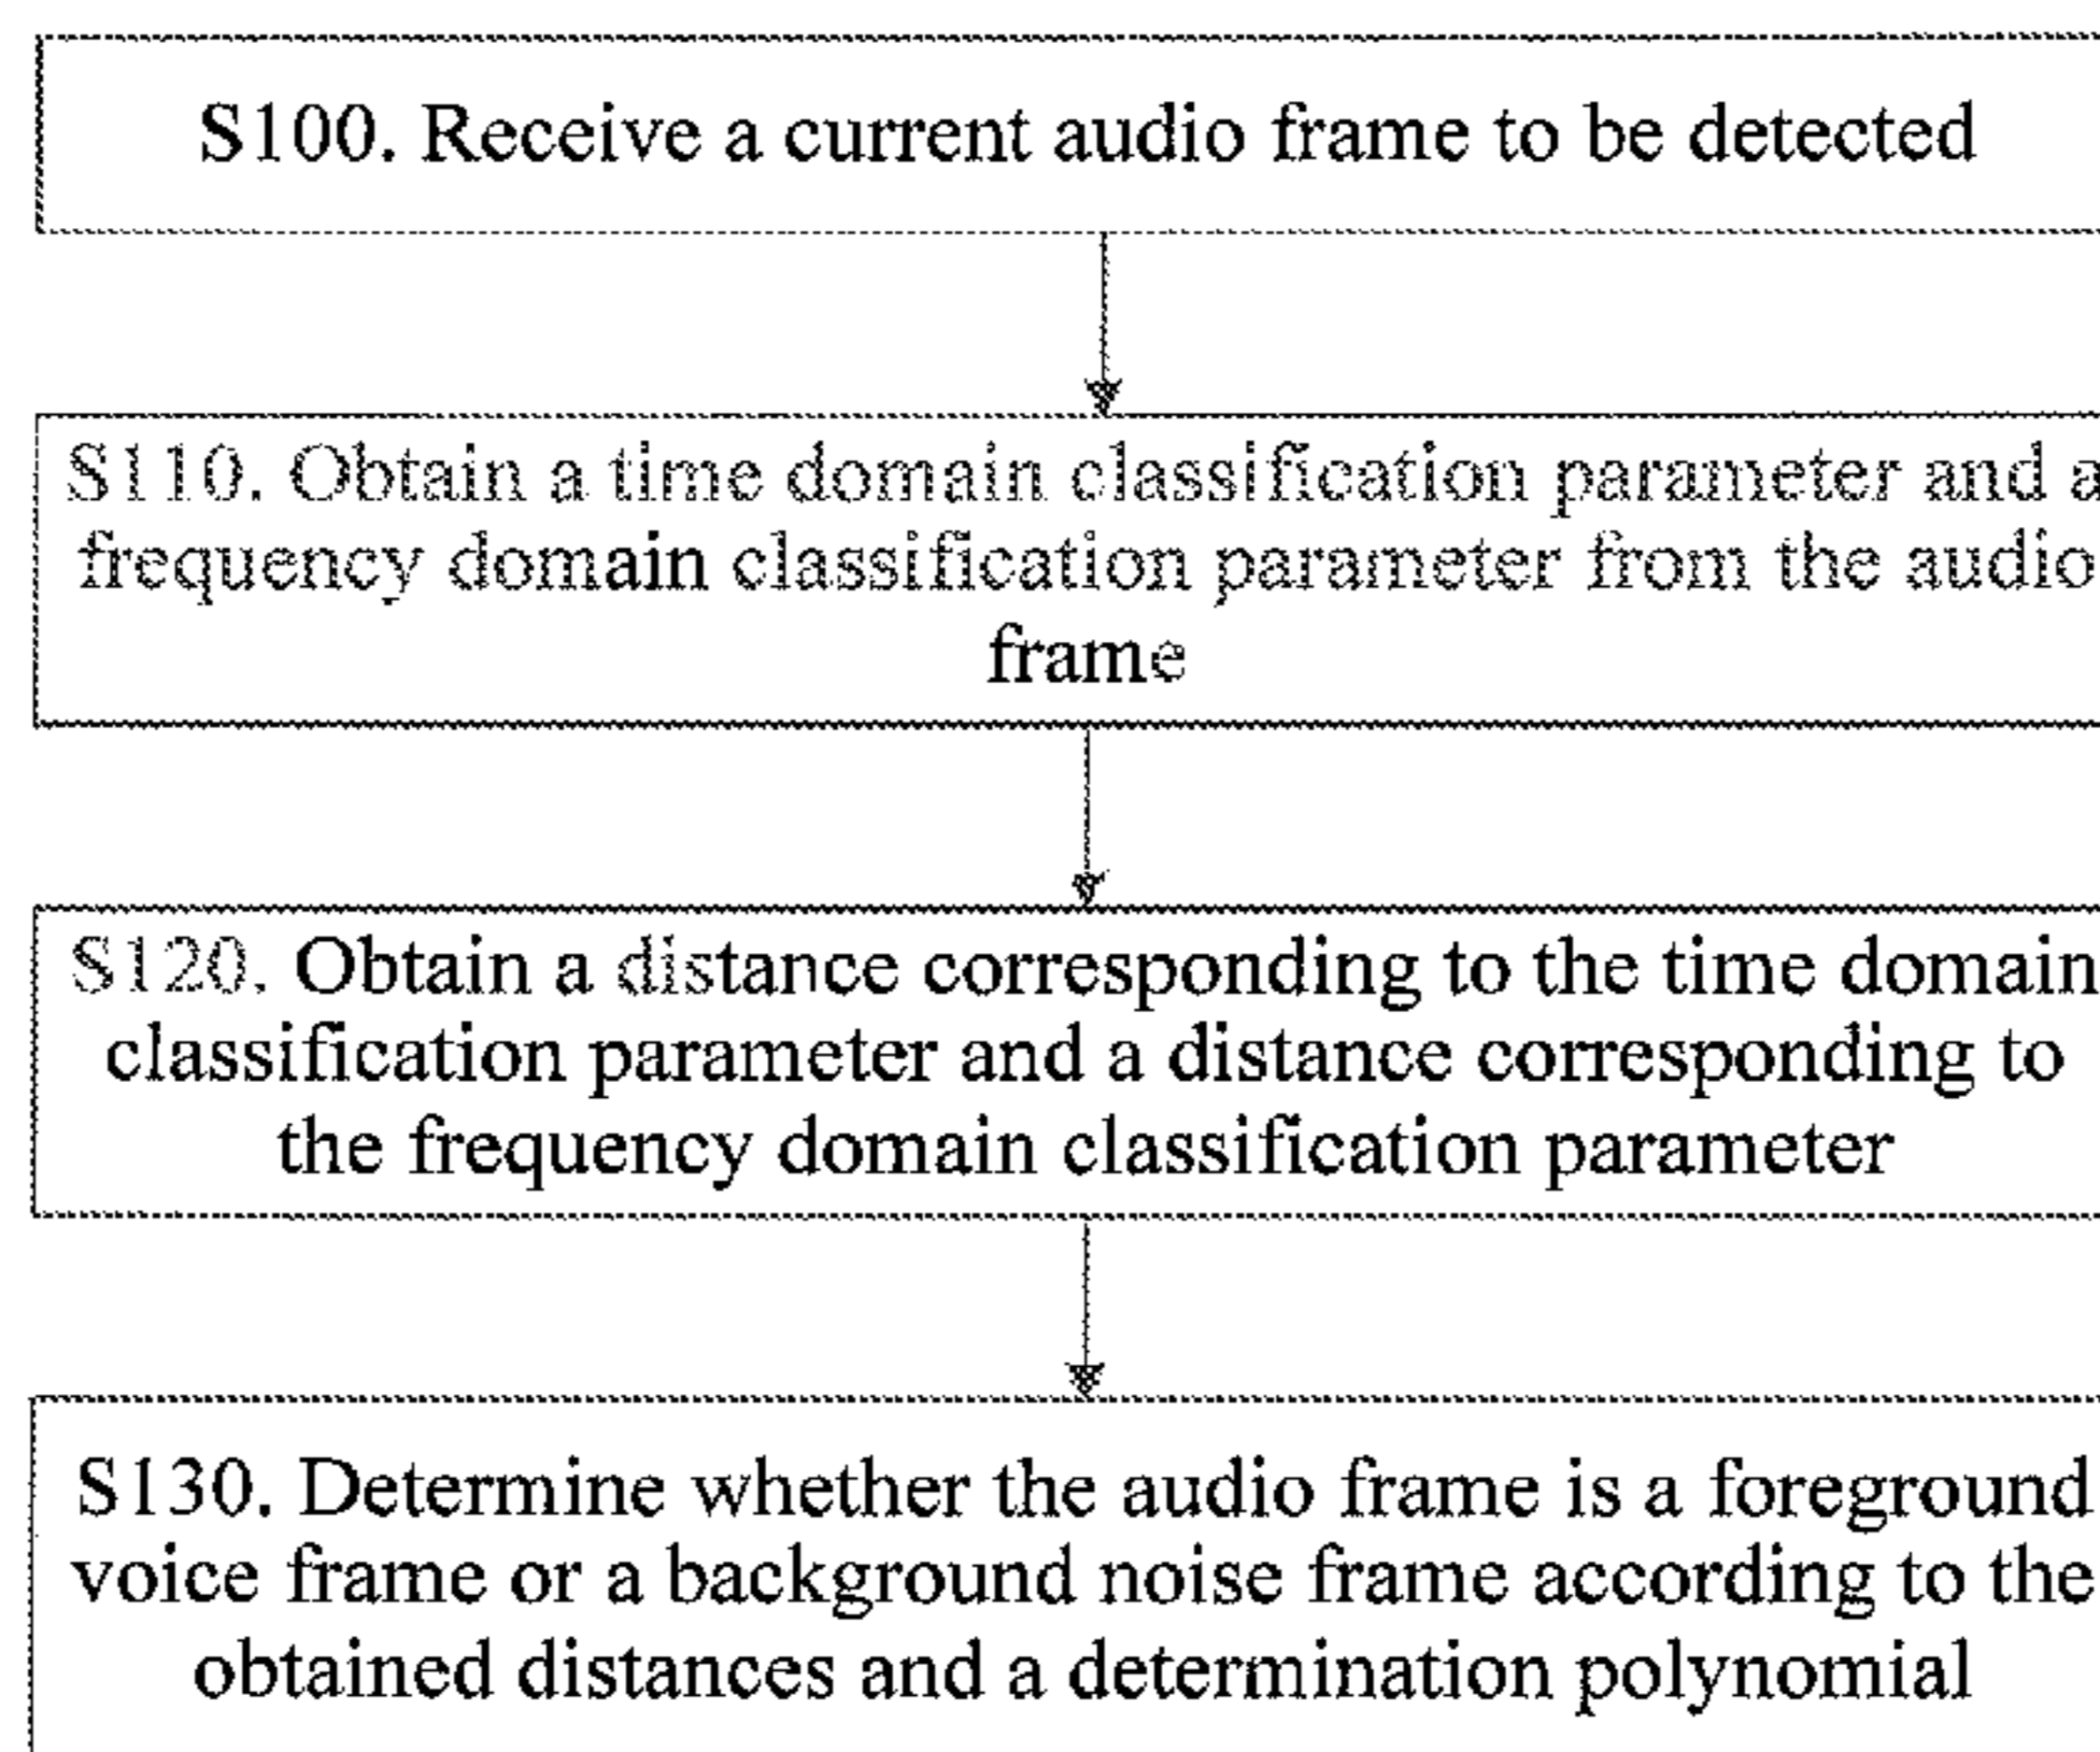 S100. Receive a current audio frame to be detected
S110. Obtain a time domain classification parameter and a
frequency domain classification parameter from the audio
frame
S120. Obtain a distance corresponding to the time domain
classification parameter and a distance corresponding to
the frequency domain classification parameter
S130. Determine whether the audio frame is a foreground
voice frame or a background noise frame according to the
obtained distances and a determination polynomial